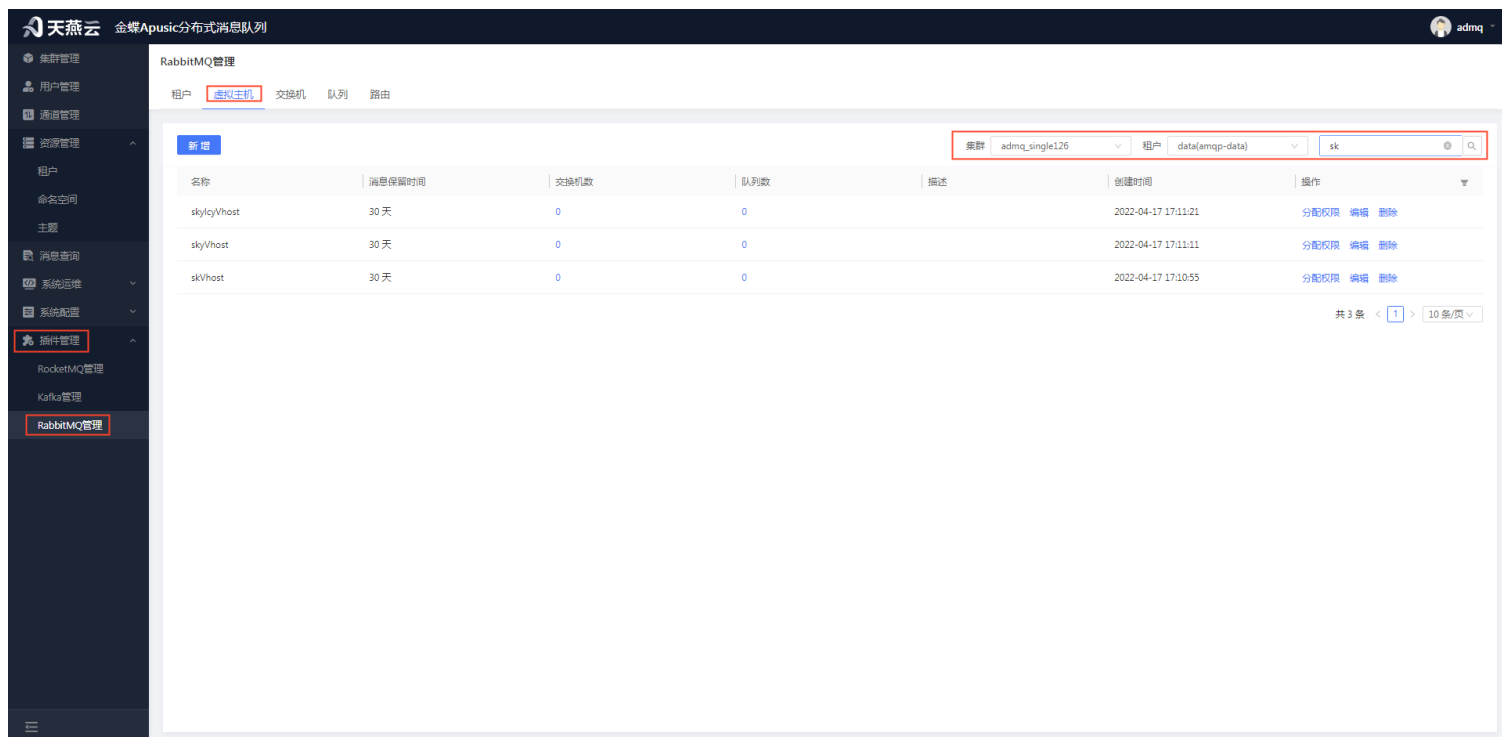 天燕云 金蝶Apusic分布式消息队列 admq
集群管理
用户管理
通道管理
资源管理
租户
命名空间
主题
消息查询
系统运维
系统配置
插件管理
RocketMQ管理
Kafka管理
RabbitMQ管理
RabbitMQ管理
租户 虚拟主机 交换机 队列 路由
新增 集群 admq_single126 租户 data(amqp-data) sk
名称 消息保留时间 交换机数 队列数 描述 创建时间 操作
skyIcyVhost 30 天 0 0 2022-04-17 17:11:21 分配权限 编辑 删除
skyVhost 30 天 0 0 2022-04-17 17:11:11 分配权限 编辑 删除
skVhost 30 天 0 0 2022-04-17 17:10:55 分配权限 编辑 删除
共 3 条 < 1 > 10 条/页